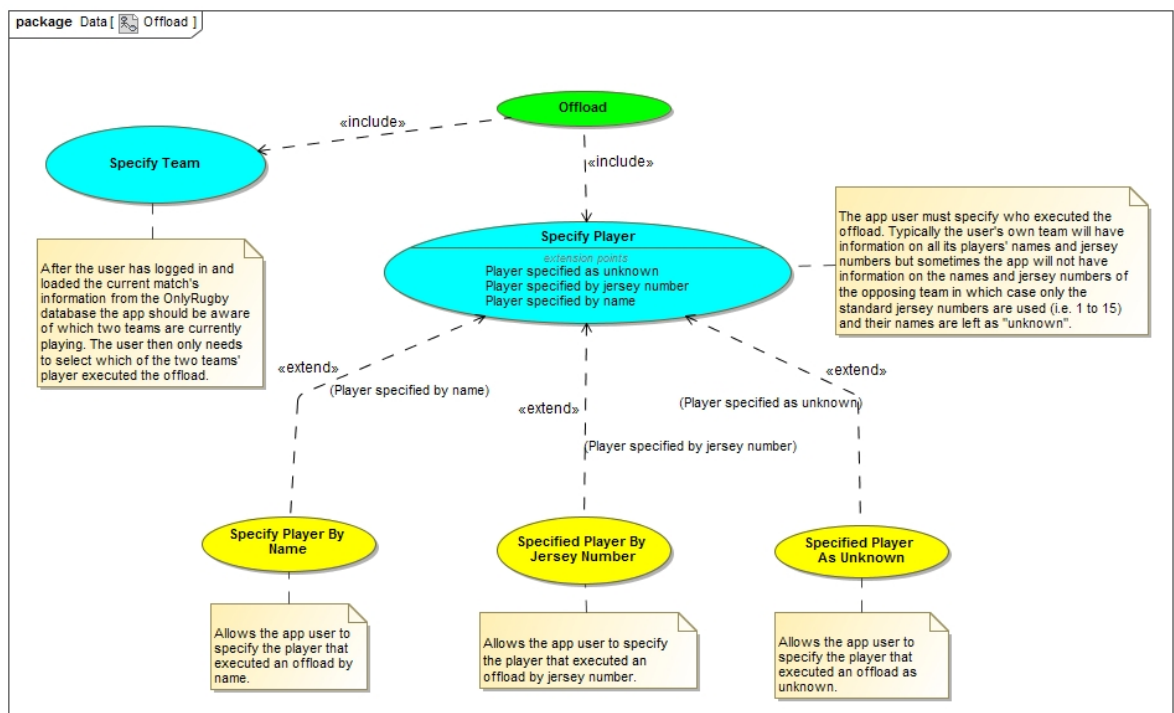 package Data [ Offload ]
Offload
«include»
«include»
Specify Team
Specify Player
extension points
Player specified as unknown
Player specified by jersey number
Player specified by name
The app user must specify who executed the
offload. Typically the user's own team will have
information on all its players' names and jersey
numbers but sometimes the app will not have
information on the names and jersey numbers of
the opposing team in which case only the
standard jersey numbers are used (i.e. 1 to 15)
and their names are left as "unknown".
After the user has logged in and
loaded the current match's
information from the OnlyRugby
database the app should be aware
of which two teams are currently
playing. The user then only needs
to select which of the two teams'
player executed the offload.
«extend»
(Player specified by name)
«extend»
(Player specified by jersey number)
«extend»
(Player specified as unknown)
Specify Player By
Name
Specified Player By
Jersey Number
Specified Player
As Unknown
Allows the app user to
specify the player that
executed an offload by
name.
Allows the app user to specify
the player that executed an
offload by jersey number.
Allows the app user to
specify the player that
executed an offload as
unknown.